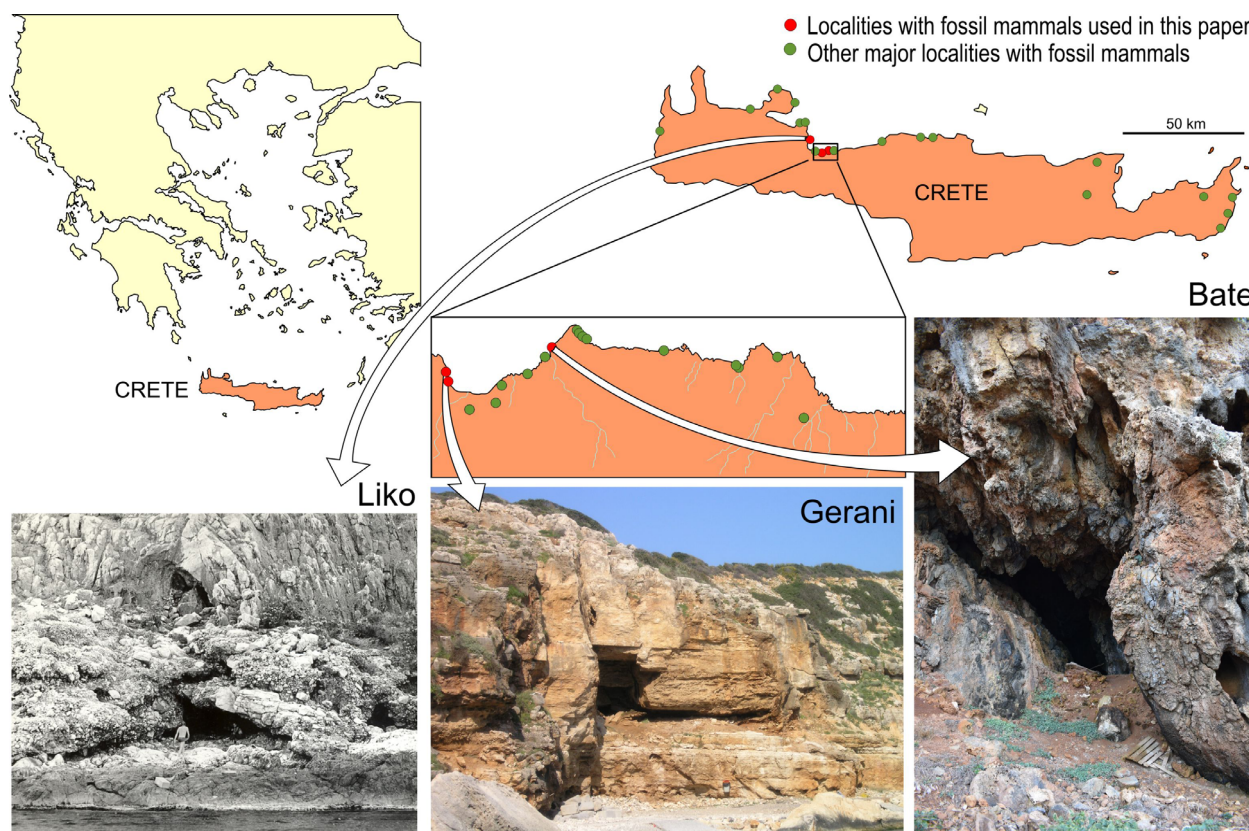 Localities with fossil mammals used in this paper
Other major localities with fossil mammals
50 km
CRETE
CRETE
Bate
Liko
Gerani